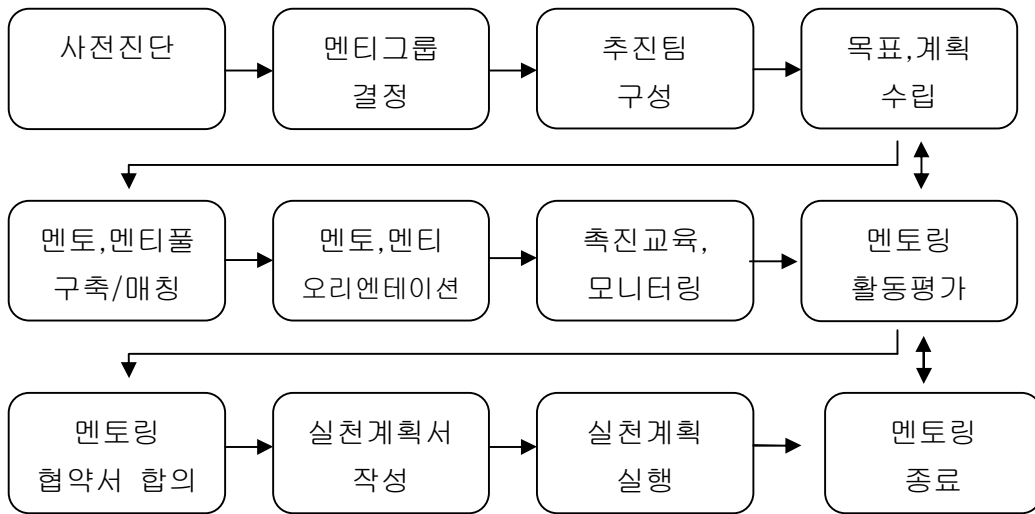 사전진단
멘티그룹
결정
추진팀
구성
목표,계획
수립
멘토,멘티풀
구축/매칭
멘토,멘티
오리엔테이션
촉진교육,
모니터링
멘토링
활동평가
멘토링
협약서 합의
실천계획서
작성
실천계획
실행
멘토링
종료